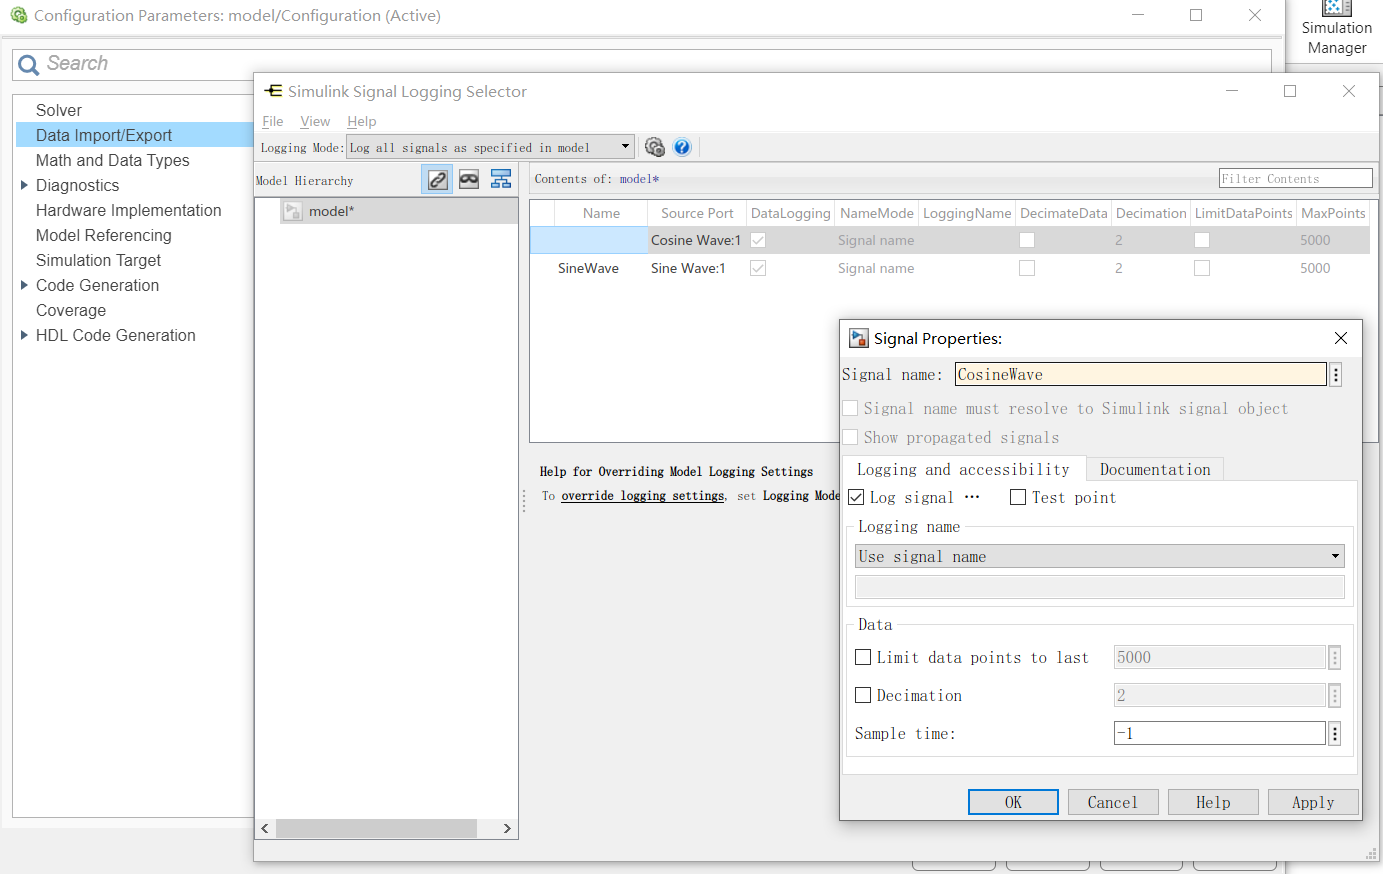 Configuration Parameters: model/Configuration (Active)
Simulation
Manager
Search
Solver
Data Import/Export
Math and Data Types
Diagnostics
Hardware Implementation
Model Referencing
Simulation Target
Code Generation
Coverage
HDL Code Generation
Simulink Signal Logging Selector
File View Help
Logging Mode: Log all signals as specified in model
Model Hierarchy
model*
Contents of: model*
Filter Contents
Name Source Port DataLogging NameMode LoggingName DecimateData Decimation LimitDataPoints MaxPoints
Cosine Wave:1 Signal name 2 5000
SineWave Sine Wave:1 Signal name 2 5000
Help for Overriding Model Logging Settings
To override logging settings, set Logging Mode
Signal Properties:
Signal name: CosineWave
Signal name must resolve to Simulink signal object
Show propagated signals
Logging and accessibility Documentation
Log signal ··· Test point
Logging name
Use signal name
Data
Limit data points to last 5000
Decimation 2
Sample time: -1
OK Cancel Help Apply